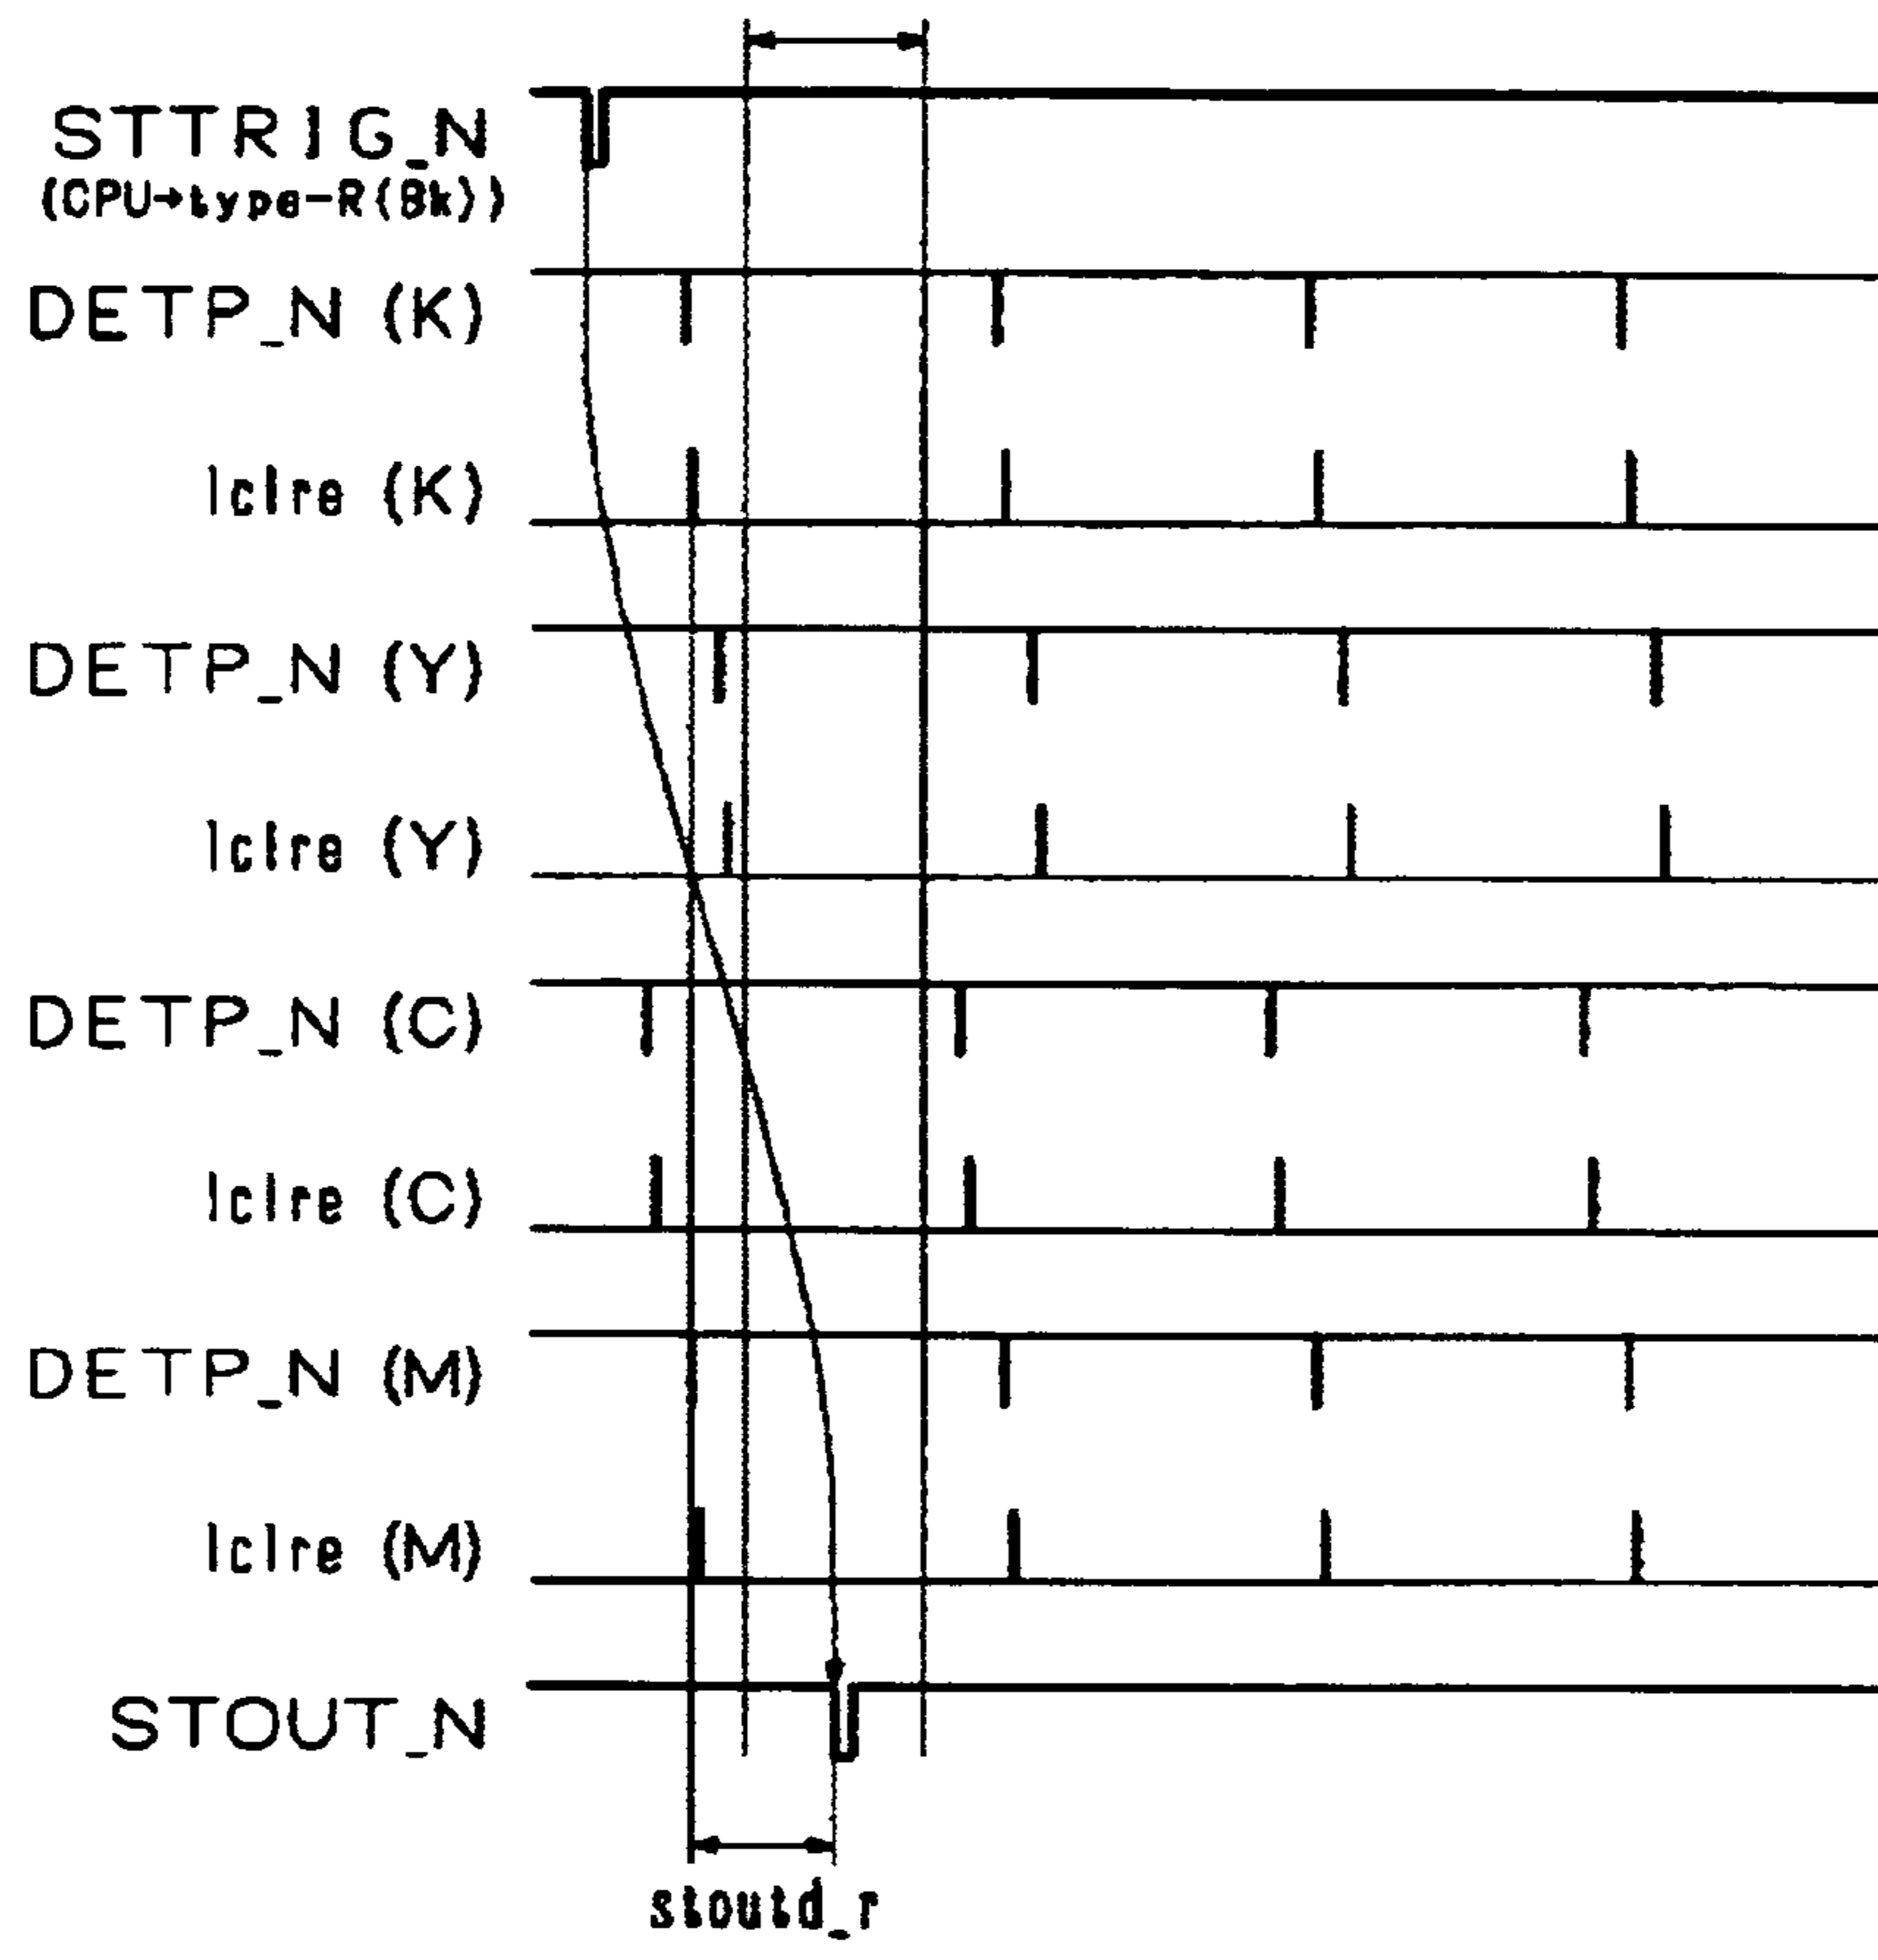 STTRIG_N
(CPU→type-R(Bk))
DETP_N (K)
lclre (K)
DETP_N (Y)
lclre (Y)
DETP_N (C)
lclre (C)
DETP_N (M)
lclre (M)
STOUT_N
stoutd_r